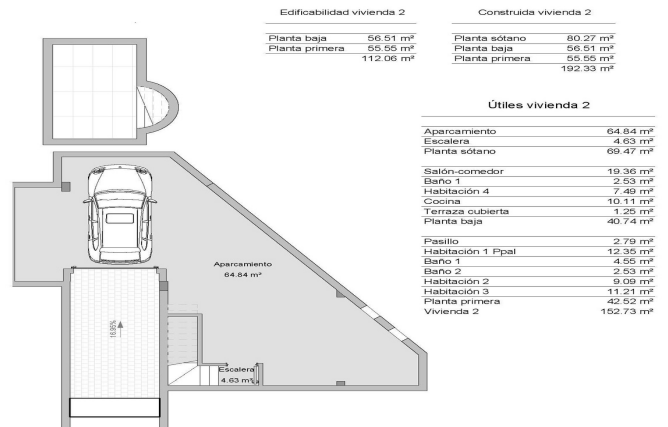 Edificabilidad vivienda 2
Planta baja 56.51 m²
Planta primera 55.55 m²
112.06 m²
Construida vivienda 2
Planta sótano 80.27 m²
Planta baja 56.51 m²
Planta primera 55.55 m²
192.33 m²
Útiles vivienda 2
Aparcamiento 64.84 m²
Escalera 4.63 m²
Planta sótano 69.47 m²
Salón-comedor 19.36 m²
Baño 1 2.53 m²
Habitación 4 7.49 m²
Cocina 10.11 m²
Terraza cubierta 1.25 m²
Planta baja 40.74 m²
Pasillo 2.79 m²
Habitación 1 Ppal 12.35 m²
Baño 1 4.55 m²
Baño 2 2.53 m²
Habitación 2 9.09 m²
Habitación 3 11.21 m²
Planta primera 42.52 m²
Vivienda 2 152.73 m²
Aparcamiento
64.84 m²
16,95%
Escalera
4.63 m²